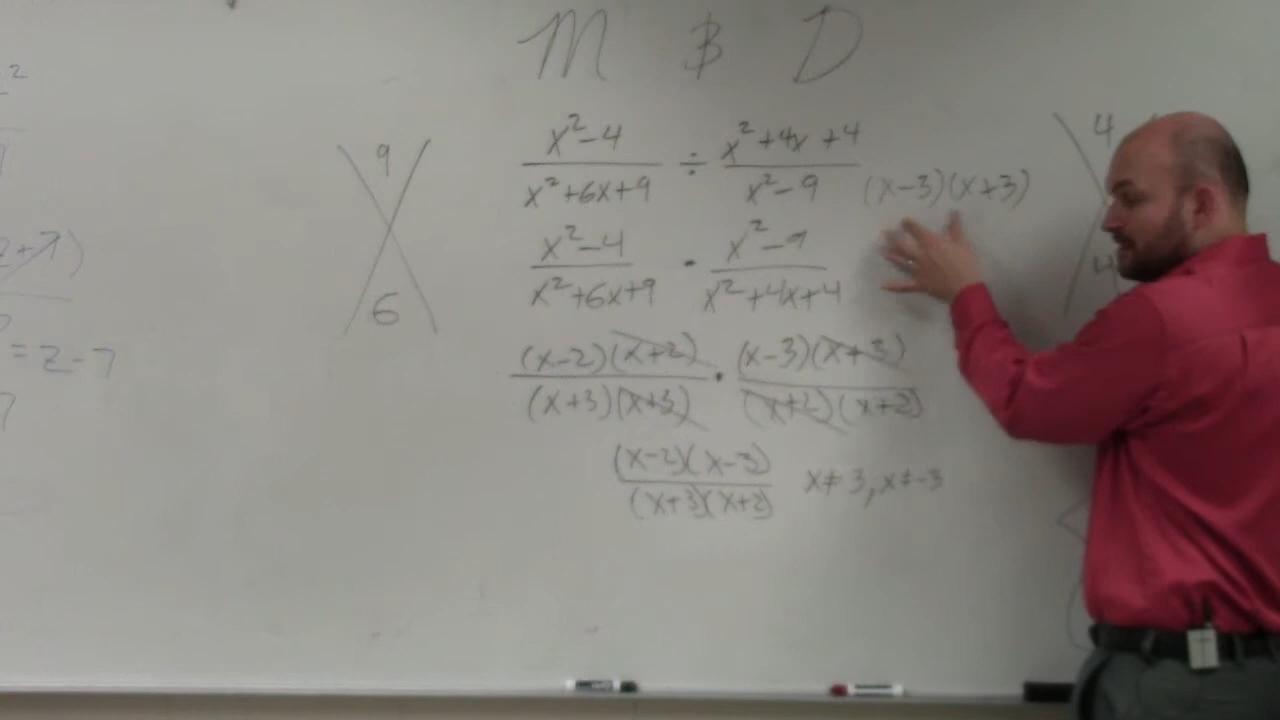 M & D
x² - 4 / x² + 6x + 9 ÷ x² + 4x + 4 / x² - 9 (x - 3)(x + 3)
x² - 4 / x² + 6x + 9 · x² - 9 / x² + 4x + 4
(x - 2)(x + 2) / (x + 3)(x + 3) · (x - 3)(x + 3) / (x + 2)(x + 2)
(x - 2)(x - 3) / (x + 3)(x + 2) x ≠ 3, x ≠ -3
9
6
4
4
= z - 7